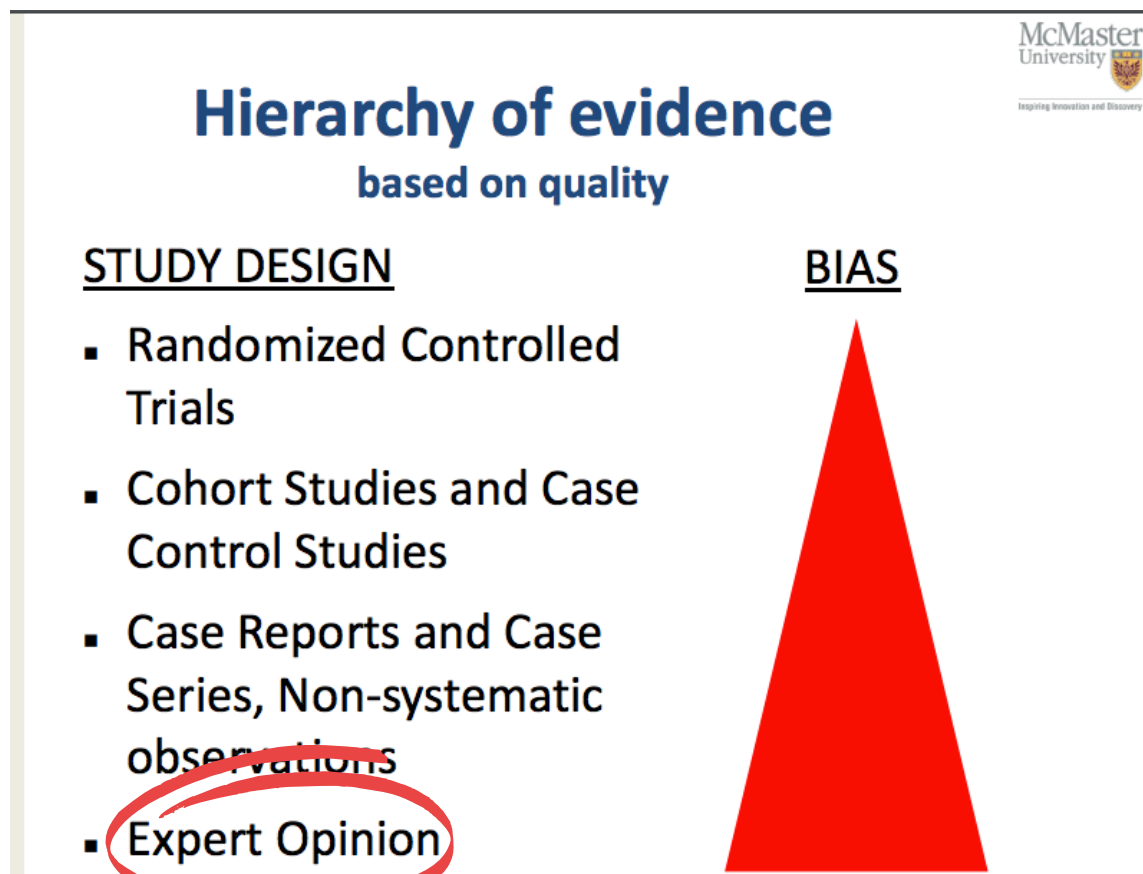 McMaster
University
Inspiring Innovation and Discovery
Hierarchy of evidence
based on quality
STUDY DESIGN
BIAS
▪ Randomized Controlled
Trials
▪ Cohort Studies and Case
Control Studies
▪ Case Reports and Case
Series, Non-systematic
observations
▪ Expert Opinion